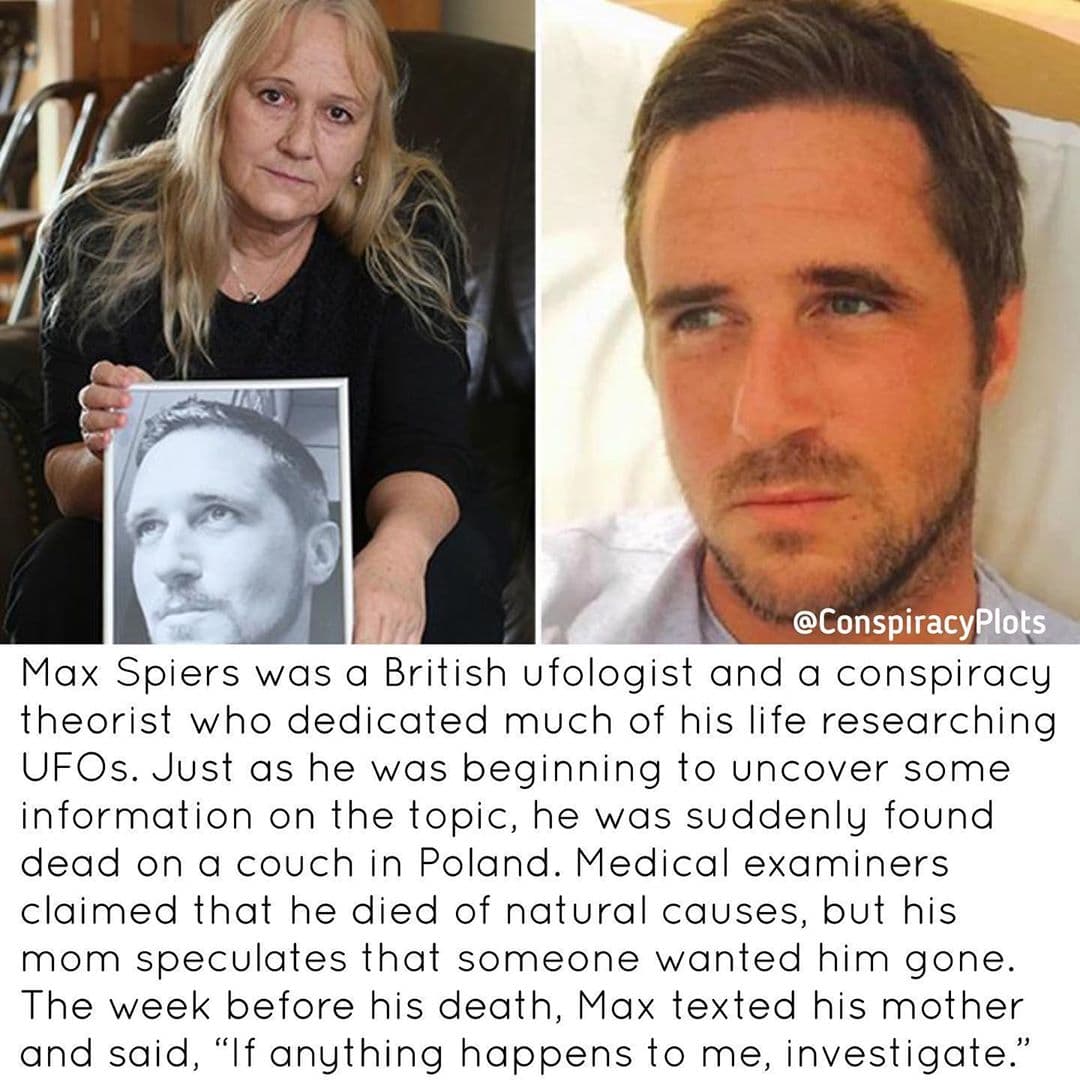 @ConspiracyPlots
Max Spiers was a British ufologist and a conspiracy
theorist who dedicated much of his life researching
UFOs. Just as he was beginning to uncover some
information on the topic, he was suddenly found
dead on a couch in Poland. Medical examiners
claimed that he died of natural causes, but his
mom speculates that someone wanted him gone.
The week before his death, Max texted his mother
and said, “If anything happens to me, investigate.”